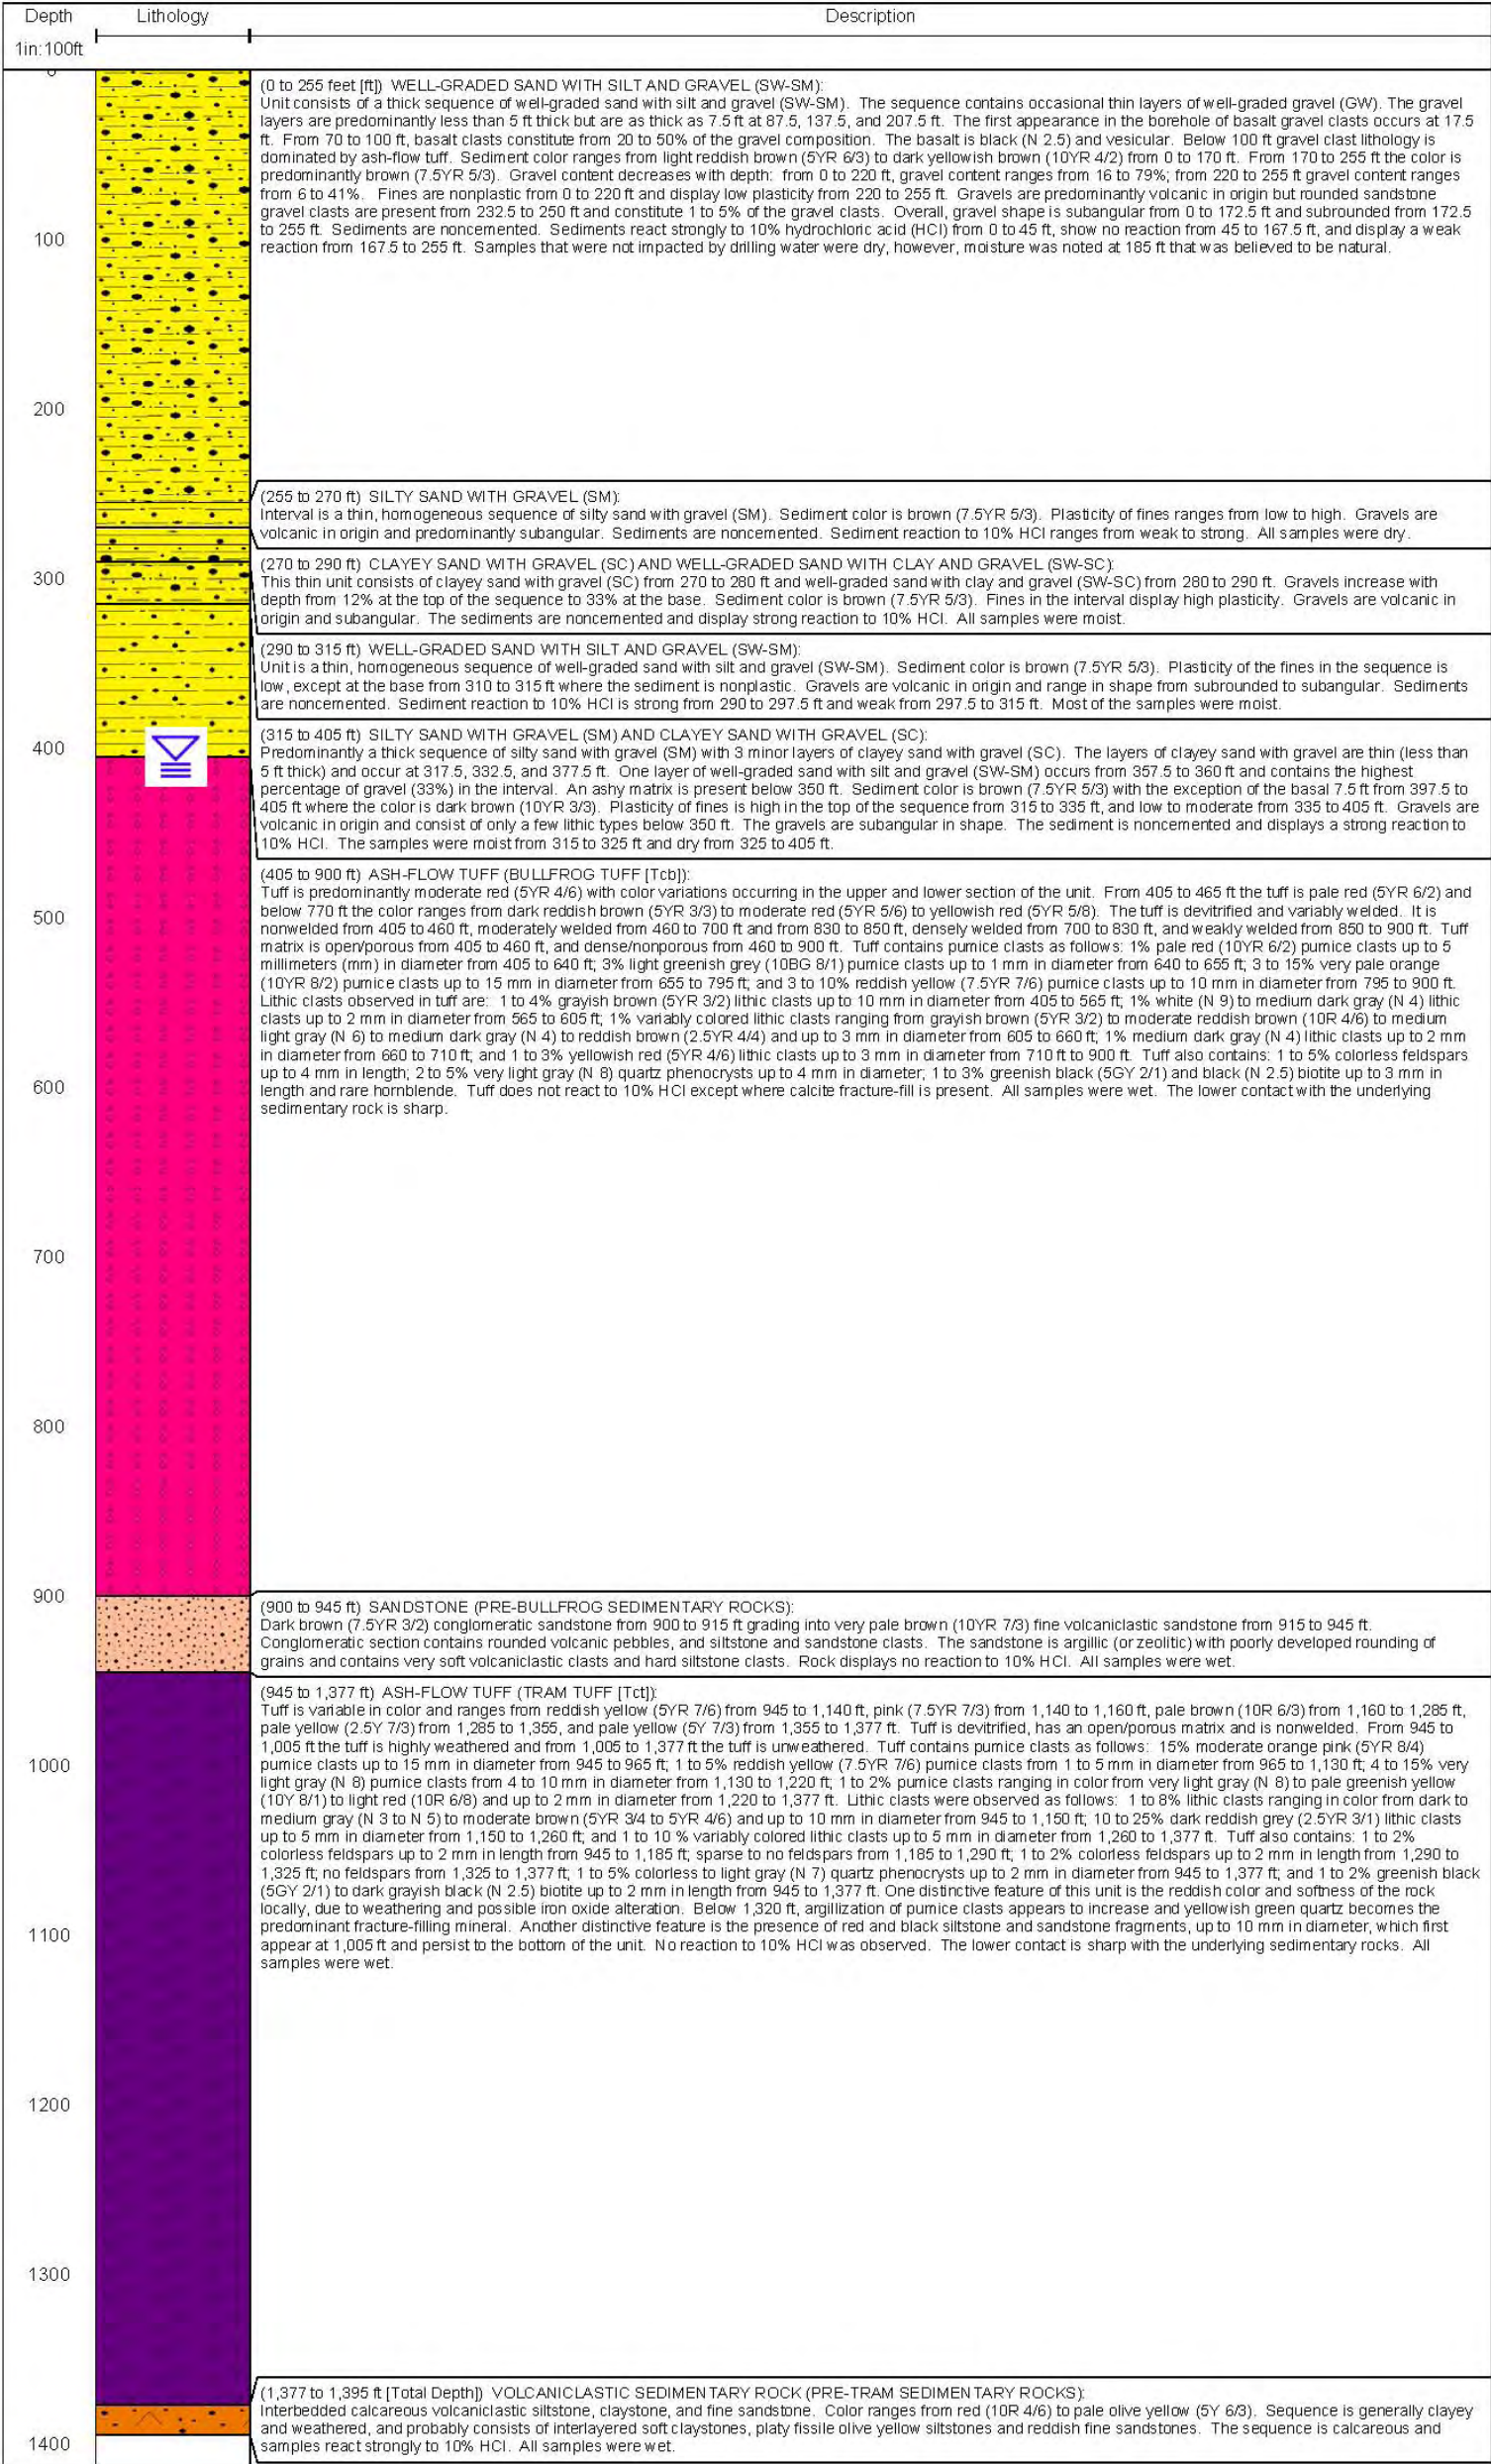 Depth
Lithology
Description
1in:100ft
0
(0 to 255 feet [ft]) WELL-GRADED SAND WITH SILT AND GRAVEL (SW-SM):
Unit consists of a thick sequence of well-graded sand with silt and gravel (SW-SM). The sequence contains occasional thin layers of well-graded gravel (GW). The gravel
layers are predominantly less than 5 ft thick but are as thick as 7.5 ft at 87.5, 137.5, and 207.5 ft. The first appearance in the borehole of basalt gravel clasts occurs at 17.5
ft. From 70 to 100 ft, basalt clasts constitute from 20 to 50% of the gravel composition. The basalt is black (N 2.5) and vesicular. Below 100 ft gravel clast lithology is
dominated by ash-flow tuff. Sediment color ranges from light reddish brown (5YR 6/3) to dark yellowish brown (10YR 4/2) from 0 to 170 ft. From 170 to 255 ft the color is
predominantly brown (7.5YR 5/3). Gravel content decreases with depth: from 0 to 220 ft, gravel content ranges from 16 to 79%; from 220 to 255 ft gravel content ranges
from 6 to 41%. Fines are nonplastic from 0 to 220 ft and display low plasticity from 220 to 255 ft. Gravels are predominantly volcanic in origin but rounded sandstone
gravel clasts are present from 232.5 to 250 ft and constitute 1 to 5% of the gravel clasts. Overall, gravel shape is subangular from 0 to 172.5 ft and subrounded from 172.5
to 255 ft. Sediments are noncemented. Sediments react strongly to 10% hydrochloric acid (HCl) from 0 to 45 ft, show no reaction from 45 to 167.5 ft, and display a weak
reaction from 167.5 to 255 ft. Samples that were not impacted by drilling water were dry, however, moisture was noted at 185 ft that was believed to be natural.
100
200
(255 to 270 ft) SILTY SAND WITH GRAVEL (SM):
Interval is a thin, homogeneous sequence of silty sand with gravel (SM). Sediment color is brown (7.5YR 5/3). Plasticity of fines ranges from low to high. Gravels are
volcanic in origin and predominantly subangular. Sediments are noncemented. Sediment reaction to 10% HCl ranges from weak to strong. All samples were dry.
(270 to 290 ft) CLAYEY SAND WITH GRAVEL (SC) AND WELL-GRADED SAND WITH CLAY AND GRAVEL (SW-SC):
This thin unit consists of clayey sand with gravel (SC) from 270 to 280 ft and well-graded sand with clay and gravel (SW-SC) from 280 to 290 ft. Gravels increase with
depth from 12% at the top of the sequence to 33% at the base. Sediment color is brown (7.5YR 5/3). Fines in the interval display high plasticity. Gravels are volcanic in
origin and subangular. The sediments are noncemented and display strong reaction to 10% HCl. All samples were moist.
300
(290 to 315 ft) WELL-GRADED SAND WITH SILT AND GRAVEL (SW-SM):
Unit is a thin, homogeneous sequence of well-graded sand with silt and gravel (SW-SM). Sediment color is brown (7.5YR 5/3). Plasticity of the fines in the sequence is
low, except at the base from 310 to 315 ft where the sediment is nonplastic. Gravels are volcanic in origin and range in shape from subrounded to subangular. Sediments
are noncemented. Sediment reaction to 10% HCl is strong from 290 to 297.5 ft and weak from 297.5 to 315 ft. Most of the samples were moist.
(315 to 405 ft) SILTY SAND WITH GRAVEL (SM) AND CLAYEY SAND WITH GRAVEL (SC):
Predominantly a thick sequence of silty sand with gravel (SM) with 3 minor layers of clayey sand with gravel (SC). The layers of clayey sand with gravel are thin (less than
5 ft thick) and occur at 317.5, 332.5, and 377.5 ft. One layer of well-graded sand with silt and gravel (SW-SM) occurs from 357.5 to 360 ft and contains the highest
percentage of gravel (33%) in the interval. An ashy matrix is present below 350 ft. Sediment color is brown (7.5YR 5/3) with the exception of the basal 7.5 ft from 397.5 to
405 ft where the color is dark brown (10YR 3/3). Plasticity of fines is high in the top of the sequence from 315 to 335 ft, and low to moderate from 335 to 405 ft. Gravels are
volcanic in origin and consist of only a few lithic types below 350 ft. The gravels are subangular in shape. The sediment is noncemented and displays a strong reaction to
10% HCl. The samples were moist from 315 to 325 ft and dry from 325 to 405 ft.
400
(405 to 900 ft) ASH-FLOW TUFF (BULLFROG TUFF [Tcb]):
Tuff is predominantly moderate red (5YR 4/6) with color variations occurring in the upper and lower section of the unit. From 405 to 465 ft the tuff is pale red (5YR 6/2) and
below 770 ft the color ranges from dark reddish brown (5YR 3/3) to moderate red (5YR 5/6) to yellowish red (5YR 5/8). The tuff is devitrified and variably welded. It is
nonwelded from 405 to 460 ft, moderately welded from 460 to 700 ft and from 830 to 850 ft, densely welded from 700 to 830 ft, and weakly welded from 850 to 900 ft. Tuff
matrix is open/porous from 405 to 460 ft, and dense/nonporous from 460 to 900 ft. Tuff contains pumice clasts as follows: 1% pale red (10YR 6/2) pumice clasts up to 5
millimeters (mm) in diameter from 405 to 640 ft; 3% light greenish grey (10BG 8/1) pumice clasts up to 1 mm in diameter from 640 to 655 ft; 3 to 15% very pale orange
(10YR 8/2) pumice clasts up to 15 mm in diameter from 655 to 795 ft; and 3 to 10% reddish yellow (7.5YR 7/6) pumice clasts up to 10 mm in diameter from 795 to 900 ft.
Lithic clasts observed in tuff are: 1 to 4% grayish brown (5YR 3/2) lithic clasts up to 10 mm in diameter from 405 to 565 ft; 1% white (N 9) to medium dark gray (N 4) lithic
clasts up to 2 mm in diameter from 565 to 605 ft; 1% variably colored lithic clasts ranging from grayish brown (5YR 3/2) to moderate reddish brown (10R 4/6) to medium
light gray (N 6) to medium dark gray (N 4) to reddish brown (2.5YR 4/4) and up to 3 mm in diameter from 605 to 660 ft; 1% medium dark gray (N 4) lithic clasts up to 2 mm
in diameter from 660 to 710 ft; and 1 to 3% yellowish red (5YR 4/6) lithic clasts up to 3 mm in diameter from 710 ft to 900 ft. Tuff also contains: 1 to 5% colorless feldspars
up to 4 mm in length; 2 to 5% very light gray (N 8) quartz phenocrysts up to 4 mm in diameter; 1 to 3% greenish black (5GY 2/1) and black (N 2.5) biotite up to 3 mm in
length and rare hornblende. Tuff does not react to 10% HCl except where calcite fracture-fill is present. All samples were wet. The lower contact with the underlying
sedimentary rock is sharp.
500
600
700
800
900
(900 to 945 ft) SANDSTONE (PRE-BULLFROG SEDIMENTARY ROCKS):
Dark brown (7.5YR 3/2) conglomeratic sandstone from 900 to 915 ft grading into very pale brown (10YR 7/3) fine volcaniclastic sandstone from 915 to 945 ft.
Conglomeratic section contains rounded volcanic pebbles, and siltstone and sandstone clasts. The sandstone is argillic (or zeolitic) with poorly developed rounding of
grains and contains very soft volcaniclastic clasts and hard siltstone clasts. Rock displays no reaction to 10% HCl. All samples were wet.
(945 to 1,377 ft) ASH-FLOW TUFF (TRAM TUFF [Tct]):
Tuff is variable in color and ranges from reddish yellow (5YR 7/6) from 945 to 1,140 ft, pink (7.5YR 7/3) from 1,140 to 1,160 ft, pale brown (10R 6/3) from 1,160 to 1,285 ft,
pale yellow (2.5Y 7/3) from 1,285 to 1,355, and pale yellow (5Y 7/3) from 1,355 to 1,377 ft. Tuff is devitrified, has an open/porous matrix and is nonwelded. From 945 to
1,005 ft the tuff is highly weathered and from 1,005 to 1,377 ft the tuff is unweathered. Tuff contains pumice clasts as follows: 15% moderate orange pink (5YR 8/4)
pumice clasts up to 15 mm in diameter from 945 to 965 ft; 1 to 5% reddish yellow (7.5YR 7/6) pumice clasts from 1 to 5 mm in diameter from 965 to 1,130 ft; 4 to 15% very
light gray (N 8) pumice clasts from 4 to 10 mm in diameter from 1,130 to 1,220 ft; 1 to 2% pumice clasts ranging in color from very light gray (N 8) to pale greenish yellow
(10Y 8/1) to light red (10R 6/8) and up to 2 mm in diameter from 1,220 to 1,377 ft. Lithic clasts were observed as follows: 1 to 8% lithic clasts ranging in color from dark to
medium gray (N 3 to N 5) to moderate brown (5YR 3/4 to 5YR 4/6) and up to 10 mm in diameter from 945 to 1,150 ft; 10 to 25% dark reddish grey (2.5YR 3/1) lithic clasts
up to 5 mm in diameter from 1,150 to 1,260 ft; and 1 to 10 % variably colored lithic clasts up to 5 mm in diameter from 1,260 to 1,377 ft. Tuff also contains: 1 to 2%
colorless feldspars up to 2 mm in length from 945 to 1,185 ft; sparse to no feldspars from 1,185 to 1,290 ft; 1 to 2% colorless feldspars up to 2 mm in length from 1,290 to
1,325 ft; no feldspars from 1,325 to 1,377 ft; 1 to 5% colorless to light gray (N 7) quartz phenocrysts up to 2 mm in diameter from 945 to 1,377 ft; and 1 to 2% greenish black
(5GY 2/1) to dark grayish black (N 2.5) biotite up to 2 mm in length from 945 to 1,377 ft. One distinctive feature of this unit is the reddish color and softness of the rock
locally, due to weathering and possible iron oxide alteration. Below 1,320 ft, argillization of pumice clasts appears to increase and yellowish green quartz becomes the
predominant fracture-filling mineral. Another distinctive feature is the presence of red and black siltstone and sandstone fragments, up to 10 mm in diameter, which first
appear at 1,005 ft and persist to the bottom of the unit. No reaction to 10% HCl was observed. The lower contact is sharp with the underlying sedimentary rocks. All
samples were wet.
1000
1100
1200
1300
(1,377 to 1,395 ft [Total Depth]) VOLCANICLASTIC SEDIMENTARY ROCK (PRE-TRAM SEDIMENTARY ROCKS):
Interbedded calcareous volcaniclastic siltstone, claystone, and fine sandstone. Color ranges from red (10R 4/6) to pale olive yellow (5Y 6/3). Sequence is generally clayey
and weathered, and probably consists of interlayered soft claystones, platy fissile olive yellow siltstones and reddish fine sandstones. The sequence is calcareous and
samples react strongly to 10% HCl. All samples were wet.
1400